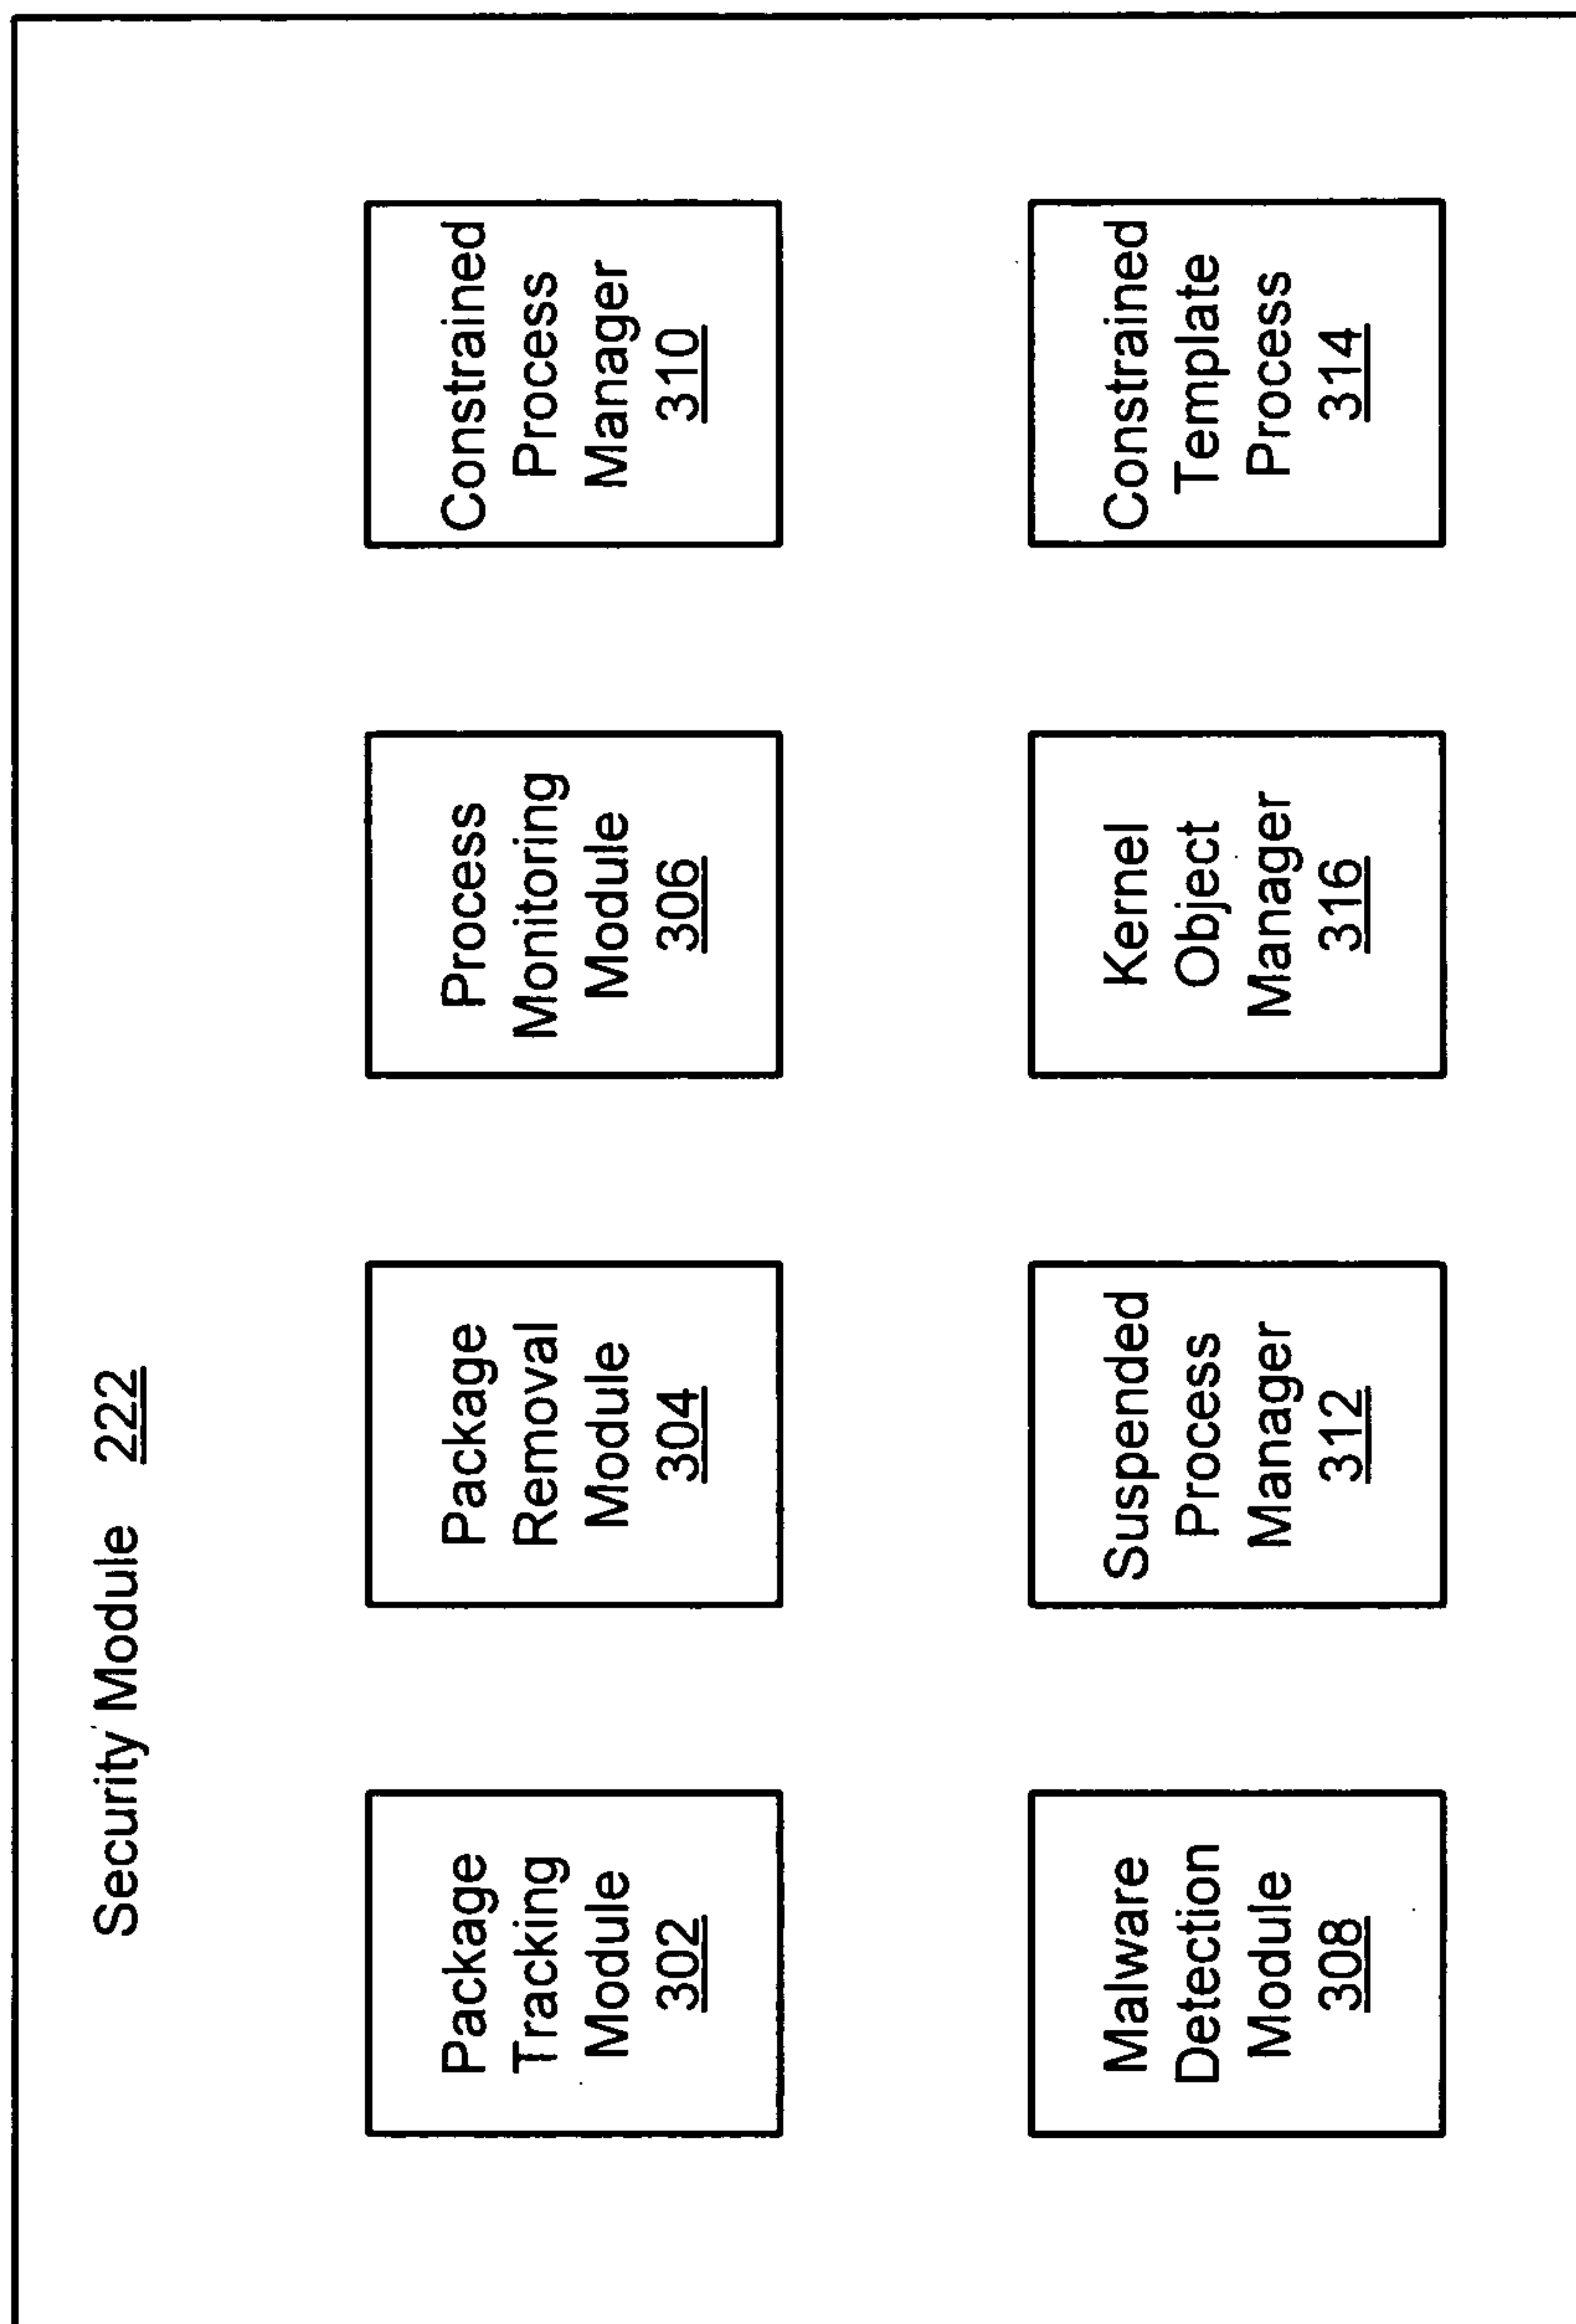 Security Module 222
Package
Tracking
Module
302
Package
Removal
Module
304
Process
Monitoring
Module
306
Constrained
Process
Manager
310
Malware
Detection
Module
308
Suspended
Process
Manager
312
Kernel
Object
Manager
316
Constrained
Template
Process
314